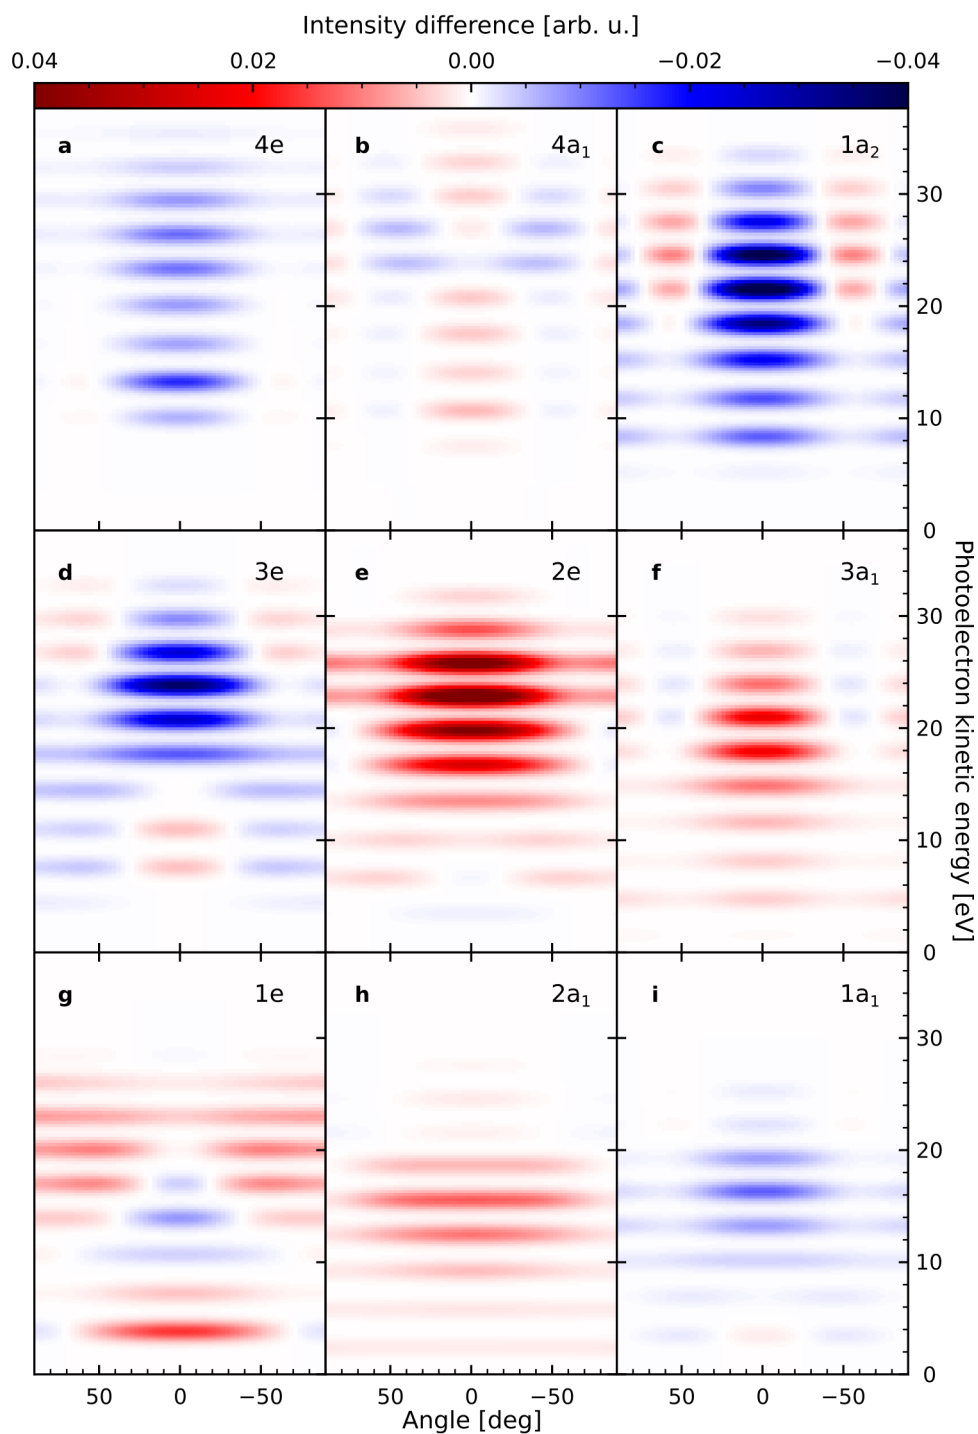 Intensity difference [arb. u.]
0.04 0.02 0.00 −0.02 −0.04
a 4e b 4a₁ c 1a₂
30
20
10
0
d 3e e 2e f 3a₁
30
20
10
0
Photoelectron kinetic energy [eV]
g 1e h 2a₁ i 1a₁
30
20
10
0
50 0 −50 50 0 −50 50 0 −50
Angle [deg]